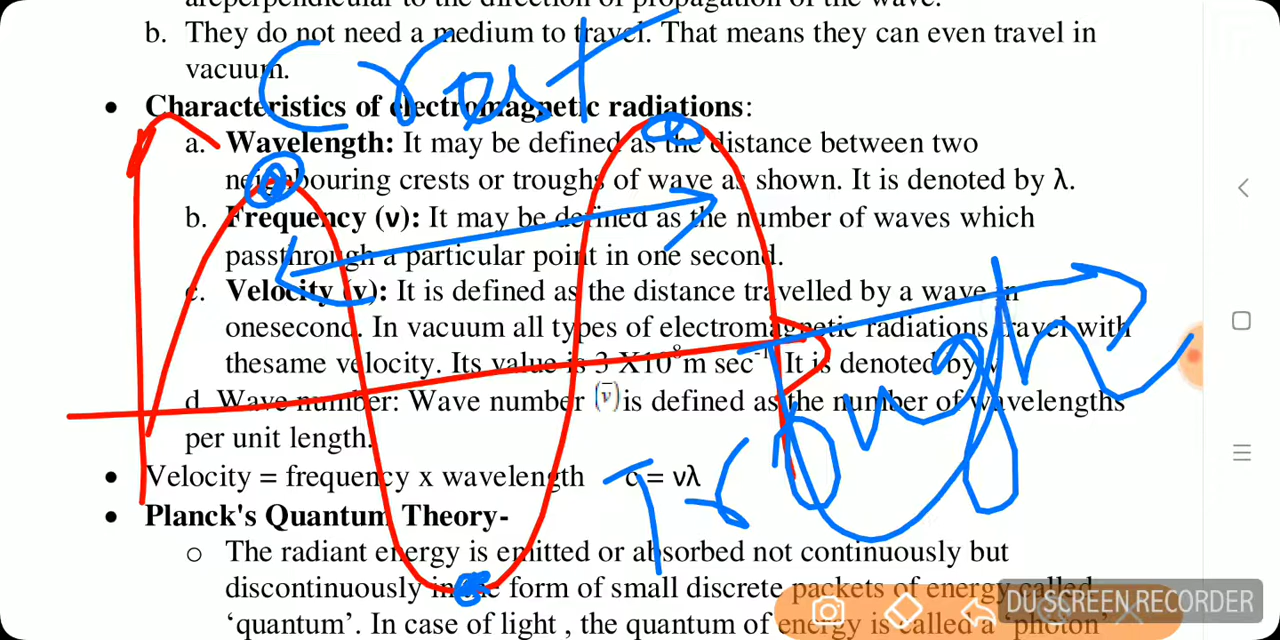 areperpendicular to the direction of propagation of the wave.
b. They do not need a medium to travel. That means they can even travel in
vacuum.
Crest
• Characteristics of electromagnetic radiations:
a. Wavelength: It may be defined as the distance between two
neighbouring crests or troughs of wave as shown. It is denoted by λ.
b. Frequency (ν): It may be defined as the number of waves which
passthrough a particular point in one second.
c. Velocity (v): It is defined as the distance travelled by a wave in
onesecond. In vacuum all types of electromagnetic radiations travel with
thesame velocity. Its value is 3 X10⁸m sec⁻¹. It is denoted by v
d. Wave number: Wave number (ν̅) is defined as the number of wavelengths
per unit length.
Trough
• Velocity = frequency x wavelength c = νλ
• Planck's Quantum Theory-
o The radiant energy is emitted or absorbed not continuously but
discontinuously in the form of small discrete packets of energy called
‘quantum’. In case of light , the quantum of energy is called a ‘photon’
DU SCREEN RECORDER